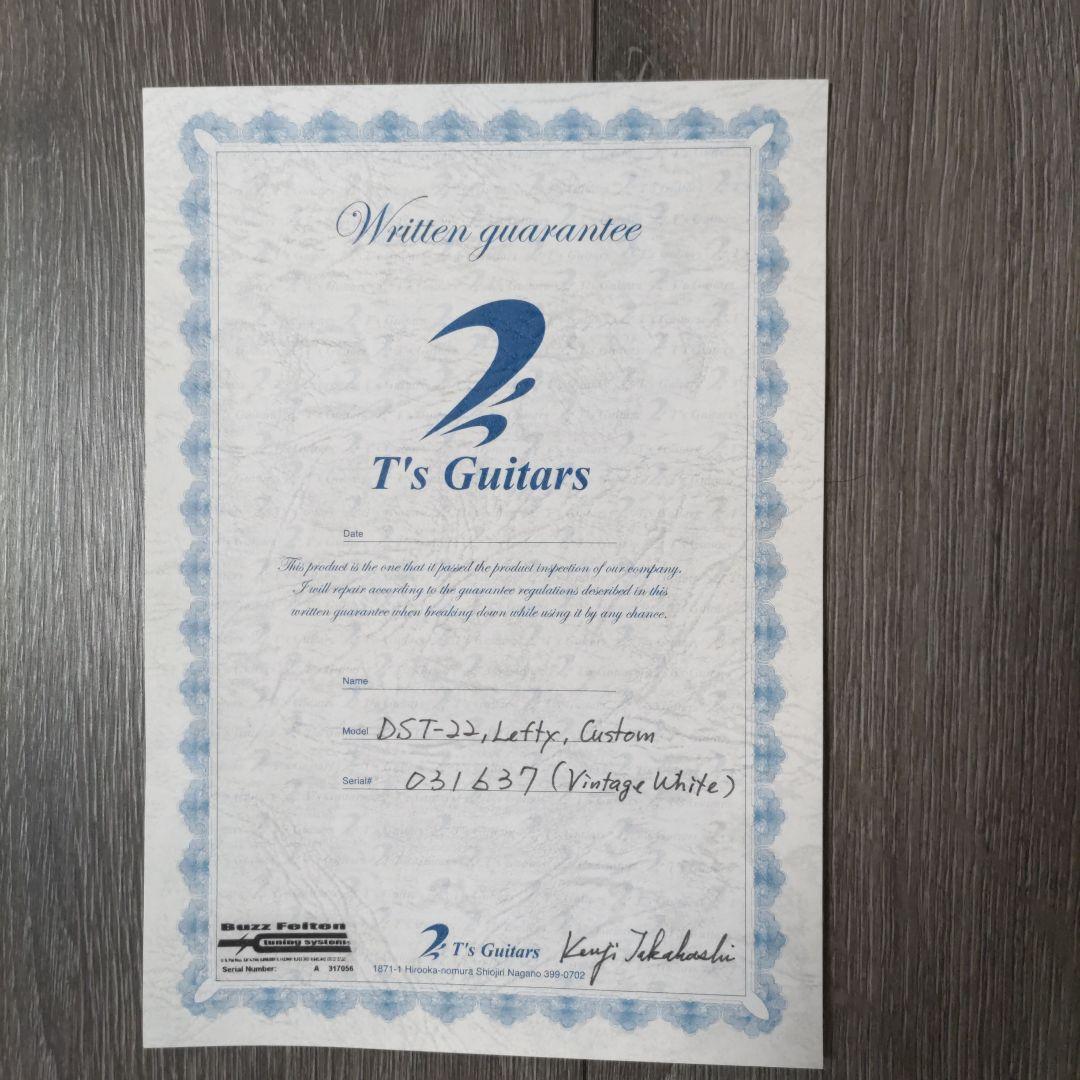 Written guarantee
T's Guitars
Date
This product is the one that it passed the product inspection of our company.
I will repair according to the guarantee regulations described in this
written guarantee when breaking down while using it by any chance.
Name
Model DST-22, Lefty, Custom
Serial# 031637 (Vintage White)
Buzz Feiten
tuning systems
Serial Number: A 317056
T's Guitars
Kenji Takahashi
1871-1 Hirooka-nomura Shiojiri Nagano 399-0702